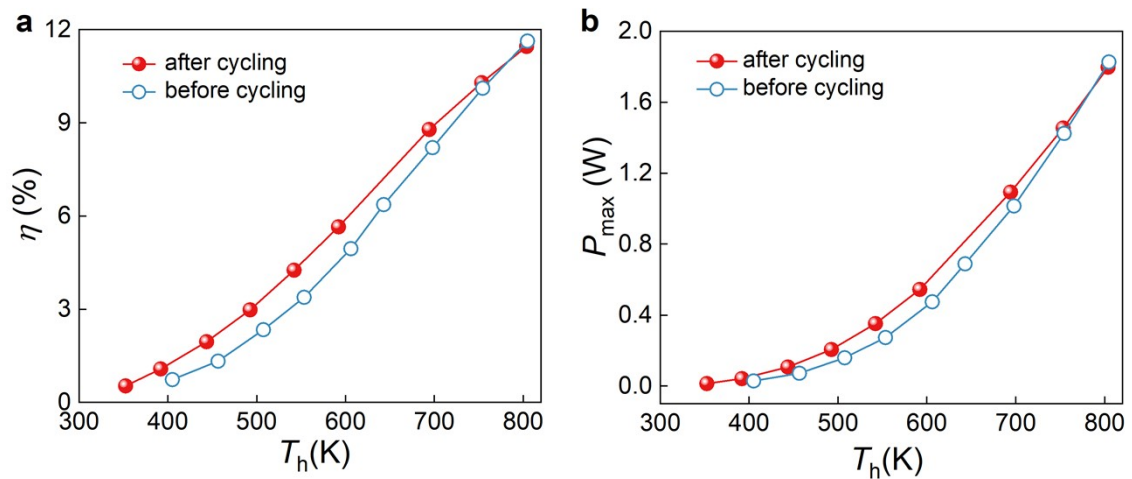 a
12
9
6
3
0
η (%)
after cycling
before cycling
300 400 500 600 700 800
Th(K)
b
2.0
1.6
1.2
0.8
0.4
0.0
Pmax (W)
after cycling
before cycling
300 400 500 600 700 800
Th(K)